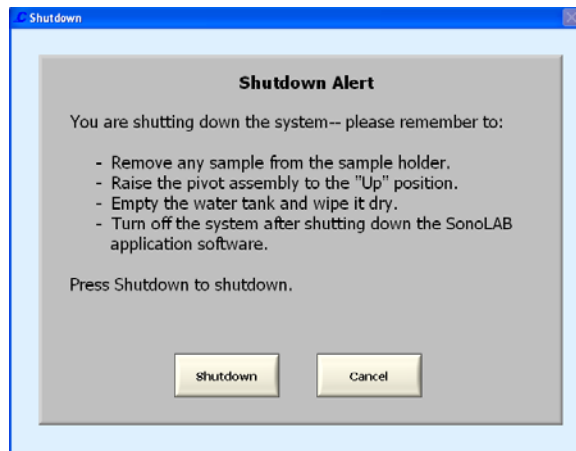 C Shutdown
Shutdown Alert
You are shutting down the system-- please remember to:
- Remove any sample from the sample holder.
- Raise the pivot assembly to the "Up" position.
- Empty the water tank and wipe it dry.
- Turn off the system after shutting down the SonoLAB
application software.
Press Shutdown to shutdown.
Shutdown Cancel